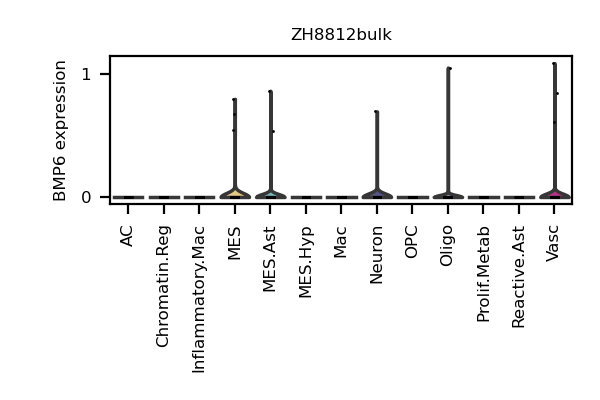 ZH8812bulk
BMP6 expression
1
0
AC
Chromatin.Reg
Inflammatory.Mac
MES
MES.Ast
MES.Hyp
Mac
Neuron
OPC
Oligo
Prolif.Metab
Reactive.Ast
Vasc